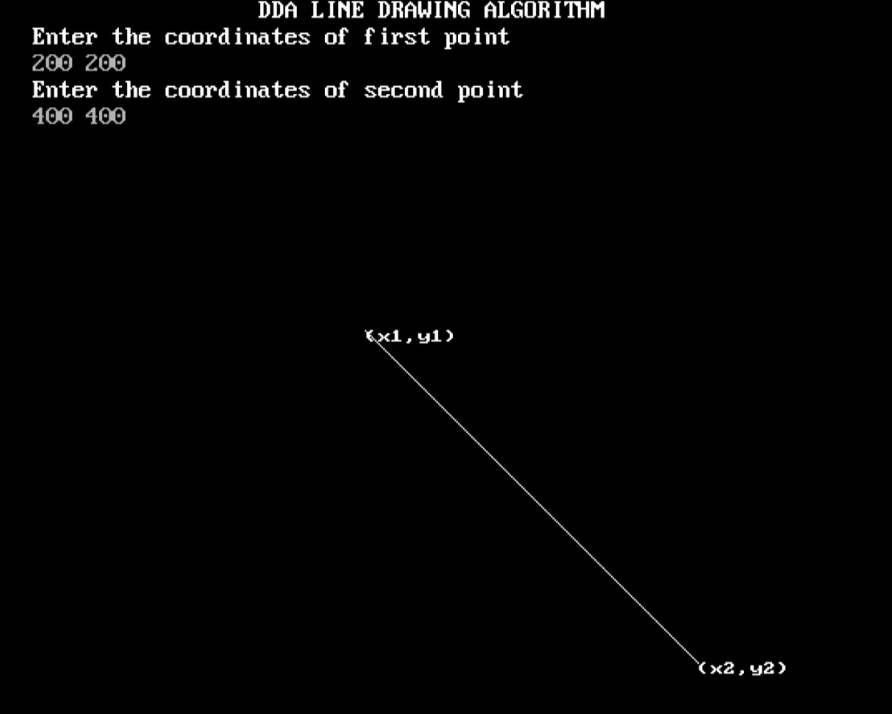 DDA LINE DRAWING ALGORITHM
Enter the coordinates of first point
200 200
Enter the coordinates of second point
400 400
(x1,y1)
(x2,y2)